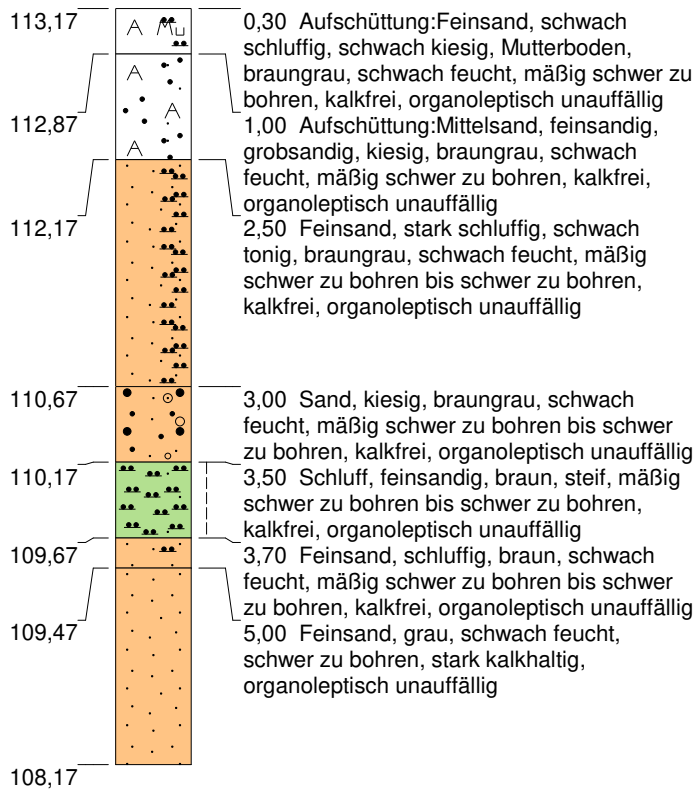 113,17
0,30 Aufschüttung:Feinsand, schwach
schluffig, schwach kiesig, Mutterboden,
braungrau, schwach feucht, mäßig schwer zu
bohren, kalkfrei, organoleptisch unauffällig
112,87
1,00 Aufschüttung:Mittelsand, feinsandig,
grobsandig, kiesig, braungrau, schwach
feucht, mäßig schwer zu bohren, kalkfrei,
organoleptisch unauffällig
112,17
2,50 Feinsand, stark schluffig, schwach
tonig, braungrau, schwach feucht, mäßig
schwer zu bohren bis schwer zu bohren,
kalkfrei, organoleptisch unauffällig
110,67
3,00 Sand, kiesig, braungrau, schwach
feucht, mäßig schwer zu bohren bis schwer
zu bohren, kalkfrei, organoleptisch unauffällig
110,17
3,50 Schluff, feinsandig, braun, steif, mäßig
schwer zu bohren bis schwer zu bohren,
kalkfrei, organoleptisch unauffällig
109,67
3,70 Feinsand, schluffig, braun, schwach
feucht, mäßig schwer zu bohren bis schwer
zu bohren, kalkfrei, organoleptisch unauffällig
109,47
5,00 Feinsand, grau, schwach feucht,
schwer zu bohren, stark kalkhaltig,
organoleptisch unauffällig
108,17
A Mu
A
A
A